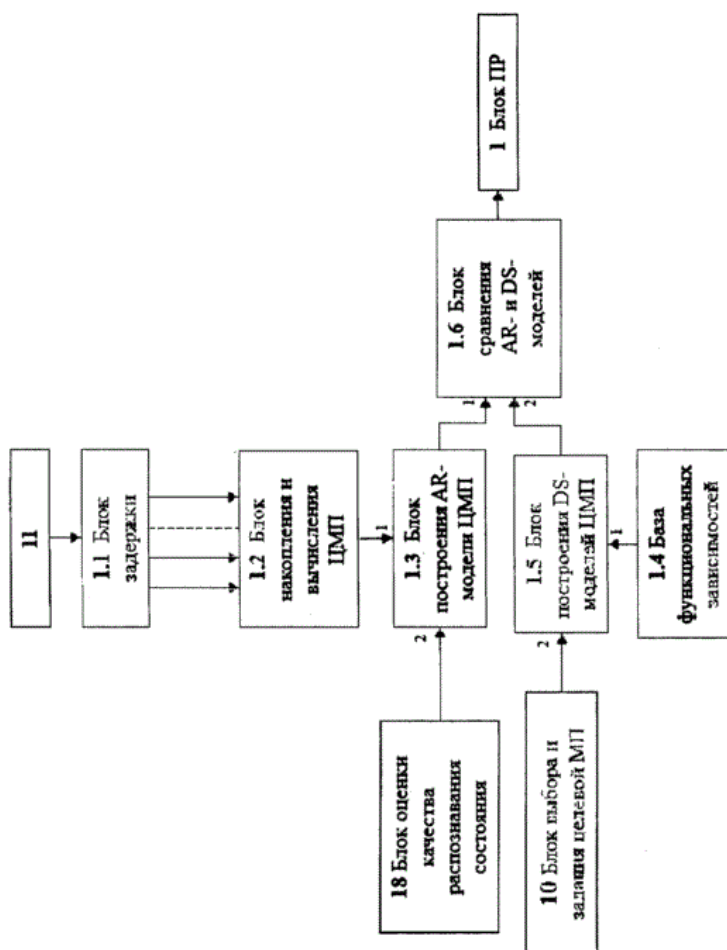 11
1.1 Блок
задержки
1.2 Блок
накопления и
вычисления
ЦМП
1
18 Блок оценки
качества
распознавания
состояния
2
1.3 Блок
построения AR-
модели ЦМП
1
1.6 Блок
сравнения
AR- и DS-
моделей
1 Блок ПР
10 Блок выбора и
задания целевой МП
2
1.5 Блок
построения DS-
моделей ЦМП
2
1
1.4 База
функциональных
зависимостей